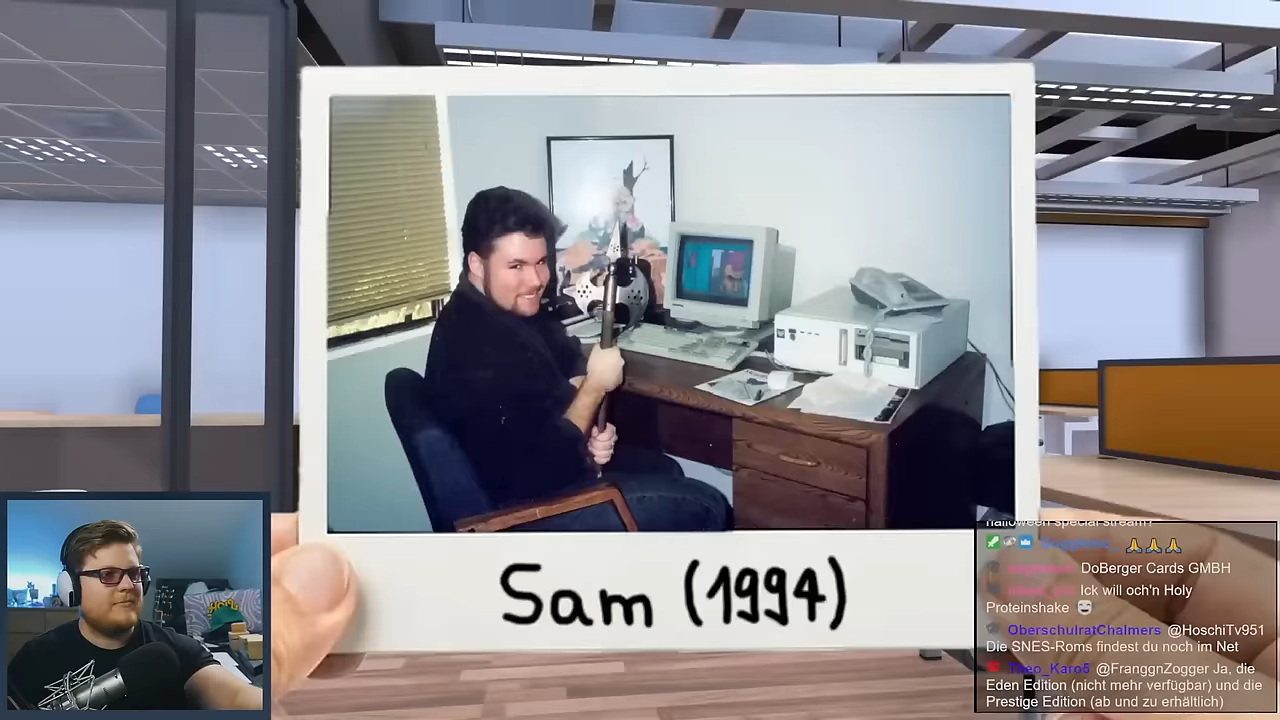 Sam (1994)
halloween special stream?
DoBerger Cards GMBH
Ick will och'n Holy
Proteinshake
OberschulratChalmers @HoschiTv951
Die SNES-Roms findest du noch im Net
Theo_Karo5 @FranggnZogger Ja, die
Eden Edition (nicht mehr verfügbar) und die
Prestige Edition (ab und zu erhältlich)